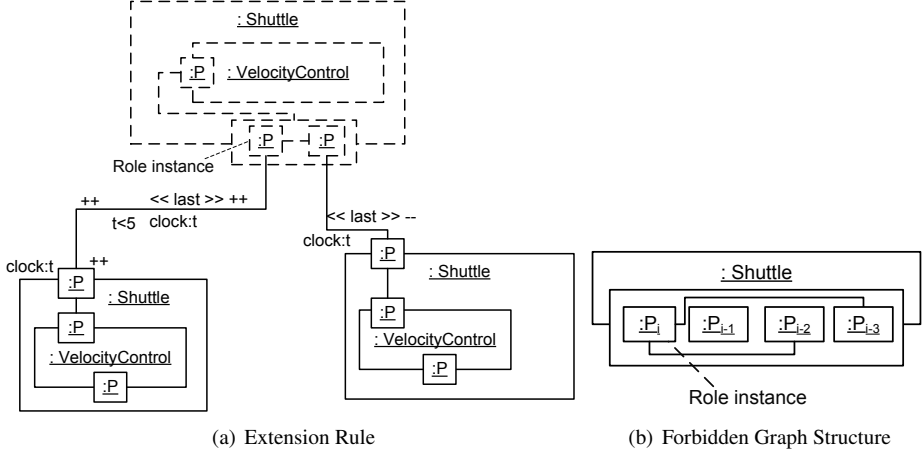 : Shuttle
:P
: VelocityControl
:P
:P
Role instance
++
<< last >> ++
t<5
clock:t
<< last >> --
clock:t
clock:t
++
:P
: Shuttle
:P
: VelocityControl
:P
:P
: Shuttle
:P
: VelocityControl
:P
(a) Extension Rule
: Shuttle
:Pi
:Pi-1
:Pi-2
:Pi-3
Role instance
(b) Forbidden Graph Structure